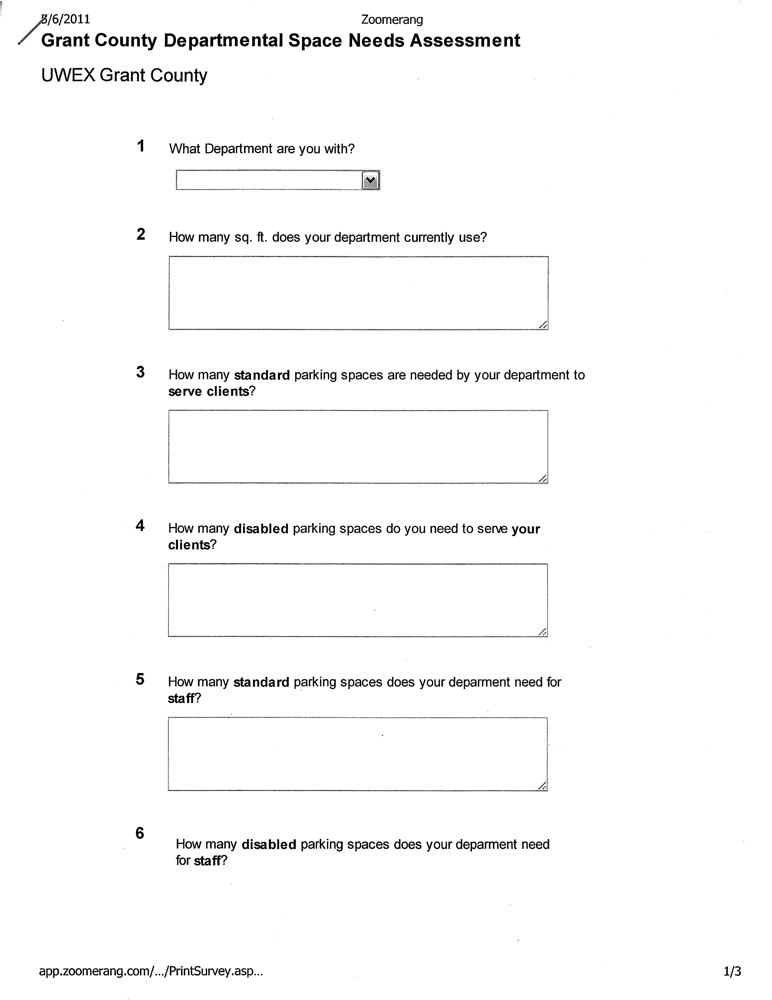 /6/2011 Zoomerang
Grant County Departmental Space Needs Assessment
UWEX Grant County
1 What Department are you with?
2 How many sq. ft. does your department currently use?
3 How many standard parking spaces are needed by your department to
serve clients?
4 How many disabled parking spaces do you need to serve your
clients?
5 How many standard parking spaces does your deparment need for
staff?
6 How many disabled parking spaces does your deparment need
for staff?
app.zoomerang.com/.../PrintSurvey.asp... 1/3